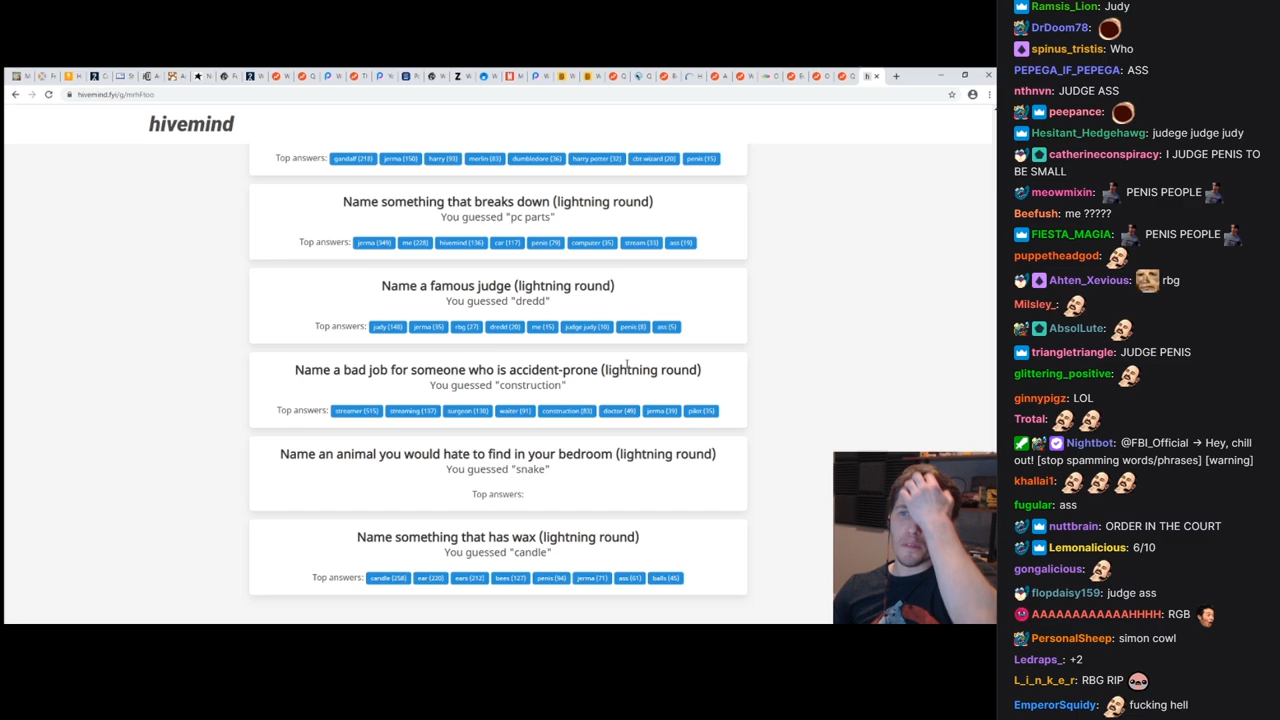 hivemind.fyi/g/mrhftoo
hivemind
gandalf (218) jerma (150) harry (93) merlin (83) dumbledore (36) harry potter (32) cbt wizard (20) penis (15)
Name something that breaks down (lightning round)
You guessed "pc parts"
Top answers: jerma (349) me (228) hivemind (136) car (117) penis (79) computer (35) stream (33) ass (19)
Name a famous judge (lightning round)
You guessed "dredd"
Top answers: judy (148) jerma (35) rbg (27) dredd (20) me (15) judge judy (10) penis (8) ass (5)
Name a bad job for someone who is accident-prone (lightning round)
You guessed "construction"
Top answers: streamer (515) streaming (157) surgeon (130) waiter (91) construction (83) doctor (49) jerma (39) pilot (35)
Name an animal you would hate to find in your bedroom (lightning round)
You guessed "snake"
Top answers:
Name something that has wax (lightning round)
You guessed "candle"
Top answers: candle (258) ear (220) ears (212) bees (127) penis (94) jerma (71) ass (61) balls (45)
Ramsis_Lion: Judy
DrDoom78:
spinus_tristis: Who
PEPEGA_IF_PEPEGA: ASS
nthnvn: JUDGE ASS
peepance:
Hesitant_Hedgehawg: judege judge judy
catherineconspiracy: I JUDGE PENIS TO
BE SMALL
meowmixin: PENIS PEOPLE
Beefush: me ?????
FIESTA_MAGIA: PENIS PEOPLE
puppetheadgod:
Ahten_Xevious: rbg
Milsley_:
AbsolLute:
triangletriangle: JUDGE PENIS
glittering_positive:
ginnypigz: LOL
Trotal:
Nightbot: @FBI_Official → Hey, chill
out! [stop spamming words/phrases] [warning]
khallai1:
fugular: ass
nuttbrain: ORDER IN THE COURT
Lemonalicious: 6/10
gongalicious:
flopdaisy159: judge ass
AAAAAAAAAAAAHHHH: RGB
PersonalSheep: simon cowl
Ledraps_: +2
L_i_n_k_e_r: RBG RIP
EmperorSquidy: fucking hell